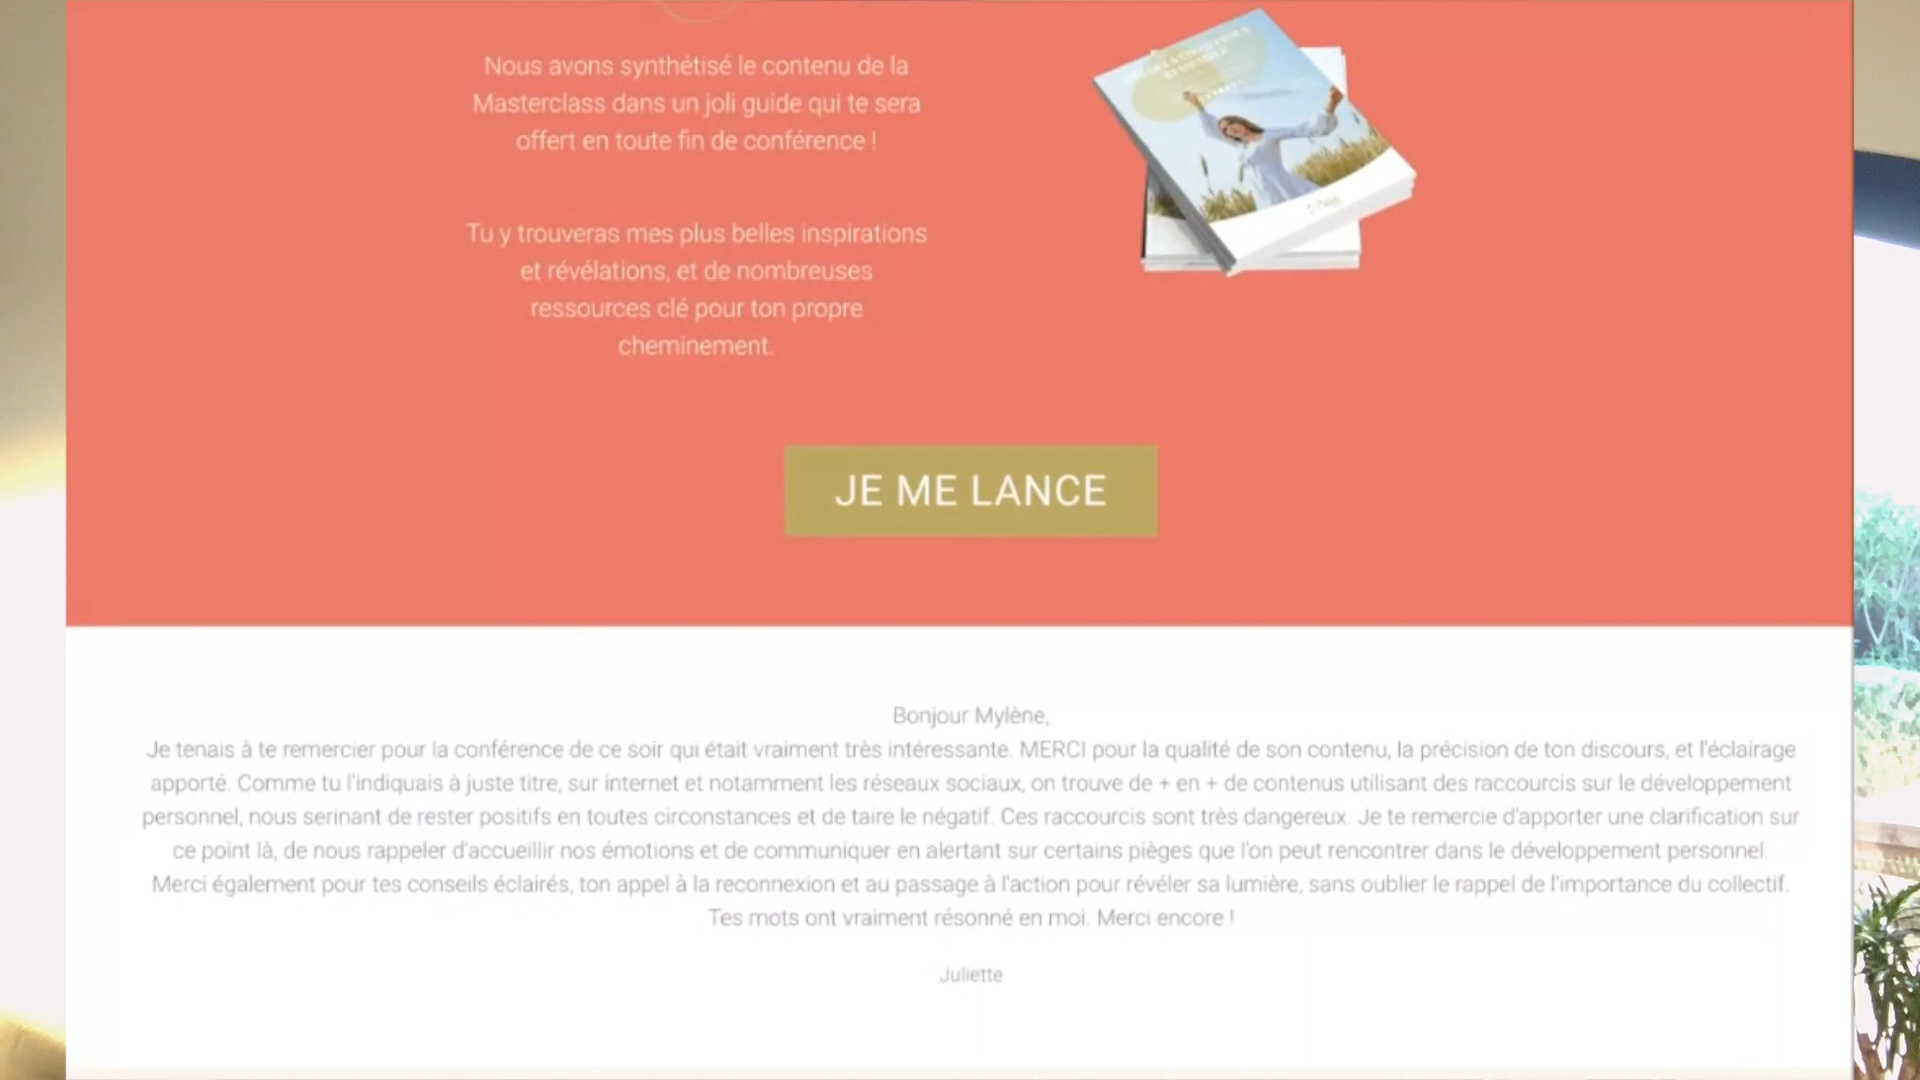 Nous avons synthétisé le contenu de la
Masterclass dans un joli guide qui te sera
offert en toute fin de conférence !
Tu y trouveras mes plus belles inspirations
et révélations, et de nombreuses
ressources clé pour ton propre
cheminement.
JE ME LANCE
Bonjour Mylène,
Je tenais à te remercier pour la conférence de ce soir qui était vraiment très intéressante. MERCI pour la qualité de son contenu, la précision de ton discours, et l'éclairage
apporté. Comme tu l'indiquais à juste titre, sur internet et notamment les réseaux sociaux, on trouve de + en + de contenus utilisant des raccourcis sur le développement
personnel, nous serinant de rester positifs en toutes circonstances et de taire le négatif. Ces raccourcis sont très dangereux. Je te remercie d'apporter une clarification sur
ce point là, de nous rappeler d'accueillir nos émotions et de communiquer en alertant sur certains pièges que l'on peut rencontrer dans le développement personnel.
Merci également pour tes conseils éclairés, ton appel à la reconnexion et au passage à l'action pour révéler sa lumière, sans oublier le rappel de l'importance du collectif.
Tes mots ont vraiment résonné en moi. Merci encore !
Juliette